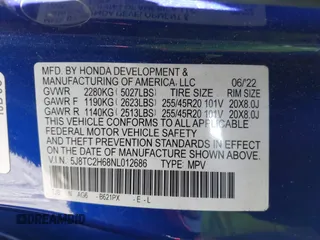 MFD. BY HONDA DEVELOPMENT &
MANUFACTURING OF AMERICA, LLC 06/22
GVWR 2280KG( 5027LBS) TIRE SIZE RIM SIZE
GAWR F 1190KG( 2623LBS) 255/45R20 101V 20X8.0J
GAWR R 1140KG( 2513LBS) 255/45R20 101V 20X8.0J
THIS VEHICLE CONFORMS TO ALL APPLICABLE
FEDERAL MOTOR VEHICLE SAFETY, BUMPER,
AND THEFT PREVENTION STANDARDS IN EFFECT ON
THE DATE OF MANUFACTURE SHOWN ABOVE.
V.I.N: 5J8TC2H68NL012686 TYPE: MPV
-B621PX -E-L